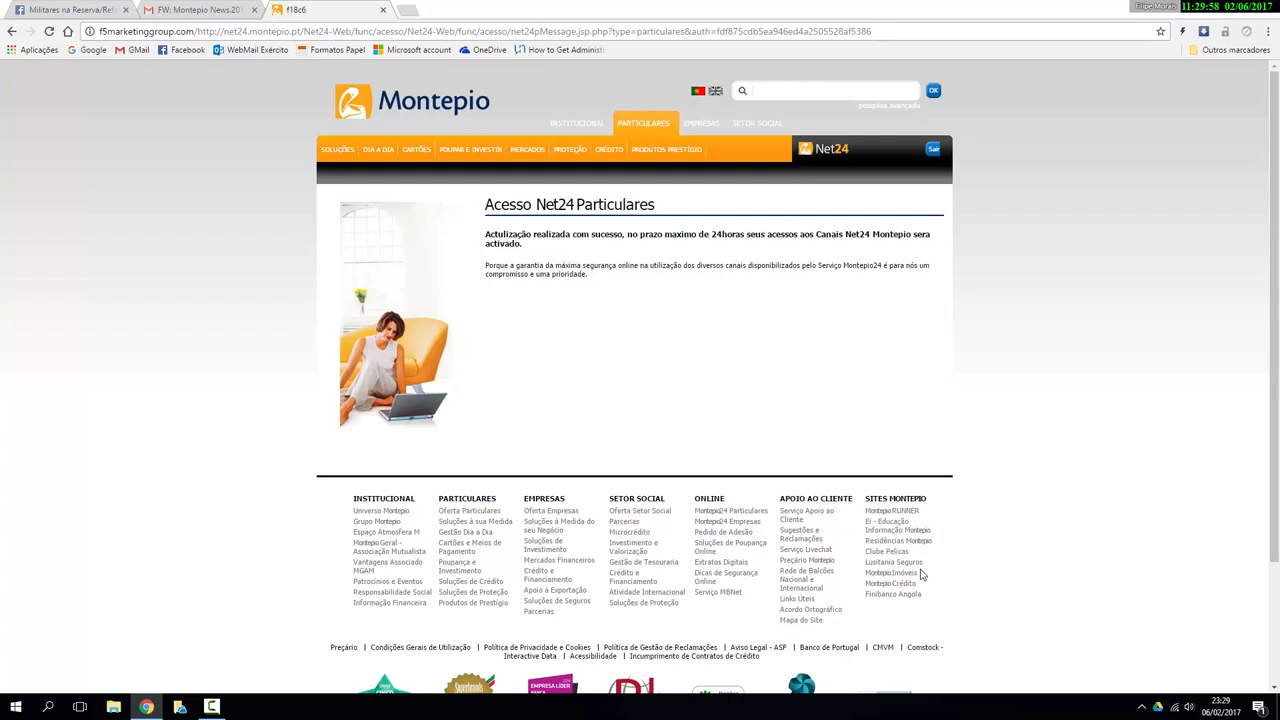 Filipe Morais 11:29:58 02/06/2017
Militares na Reserva/Ref
FW: Montepio News.201
f18c6
f5marketinggroup.com/http://net24.montepio.pt/Net24-Web/func/acesso/Net24-Web/func/acesso/net24pMessage.jsp.php?type=particulares&auth=fdf875cdb5ea946ed4a2505528af5386
Aplicações Google GMail Facebook WebMail Exército Formatos Papel Microsoft account OneDrive How to Get Administr Outros marcadores
Montepio
OK
pesquisa avançada
INSTITUCIONAL PARTICULARES EMPRESAS SETOR SOCIAL
SOLUÇÕES DIA A DIA CARTÕES POUPAR E INVESTIR MERCADOS PROTEÇÃO CRÉDITO PRODUTOS PRESTÍGIO
Net24 Sair
Acesso Net24 Particulares
Actulização realizada com sucesso, no prazo maximo de 24horas seus acessos aos Canais Net24 Montepio sera
activado.
Porque a garantia da máxima segurança online na utilização dos diversos canais disponibilizados pelo Serviço Montepio24 é para nós um
compromisso e uma prioridade.
INSTITUCIONAL
Universo Montepio
Grupo Montepio
Espaço Atmosfera M
Montepio Geral -
Associação Mutualista
Vantagens Associado
MGAM
Patrocínios e Eventos
Responsabilidade Social
Informação Financeira
PARTICULARES
Oferta Particulares
Soluções à sua Medida
Gestão Dia a Dia
Cartões e Meios de
Pagamento
Poupança e
Investimento
Soluções de Crédito
Soluções de Proteção
Produtos de Prestígio
EMPRESAS
Oferta Empresas
Soluções à Medida do
seu Negócio
Soluções de
Investimento
Mercados Financeiros
Crédito e
Financiamento
Apoio à Exportação
Soluções de Seguros
Parcerias
SETOR SOCIAL
Oferta Setor Social
Parcerias
Microcrédito
Investimento e
Valorização
Gestão de Tesouraria
Crédito e
Financiamento
Atividade Internacional
Soluções de Proteção
ONLINE
Montepio24 Particulares
Montepio24 Empresas
Pedido de Adesão
Soluções de Poupança
Online
Extratos Digitais
Dicas de Segurança
Online
Serviço MBNet
APOIO AO CLIENTE
Serviço Apoio ao
Cliente
Sugestões e
Reclamações
Serviço Livechat
Preçário Montepio
Rede de Balcões
Nacional e
Internacional
Links Úteis
Acordo Ortográfico
Mapa do Site
SITES MONTEPIO
Montepio RUNNER
Ei - Educação
Informação Montepio
Residências Montepio
Clube Pelicas
Lusitania Seguros
Montepio Imóveis
Montepio Crédito
Finibanco Angola
Preçário | Condições Gerais de Utilização | Política de Privacidade e Cookies | Política de Gestão de Reclamações | Aviso Legal - ASF | Banco de Portugal | CMVM | Comstock -
Interactive Data | Acessibilidade | Incumprimento de Contratos de Crédito
CINCO
Superbrands
EMPRESA LÍDER
23:29
06/02/2017